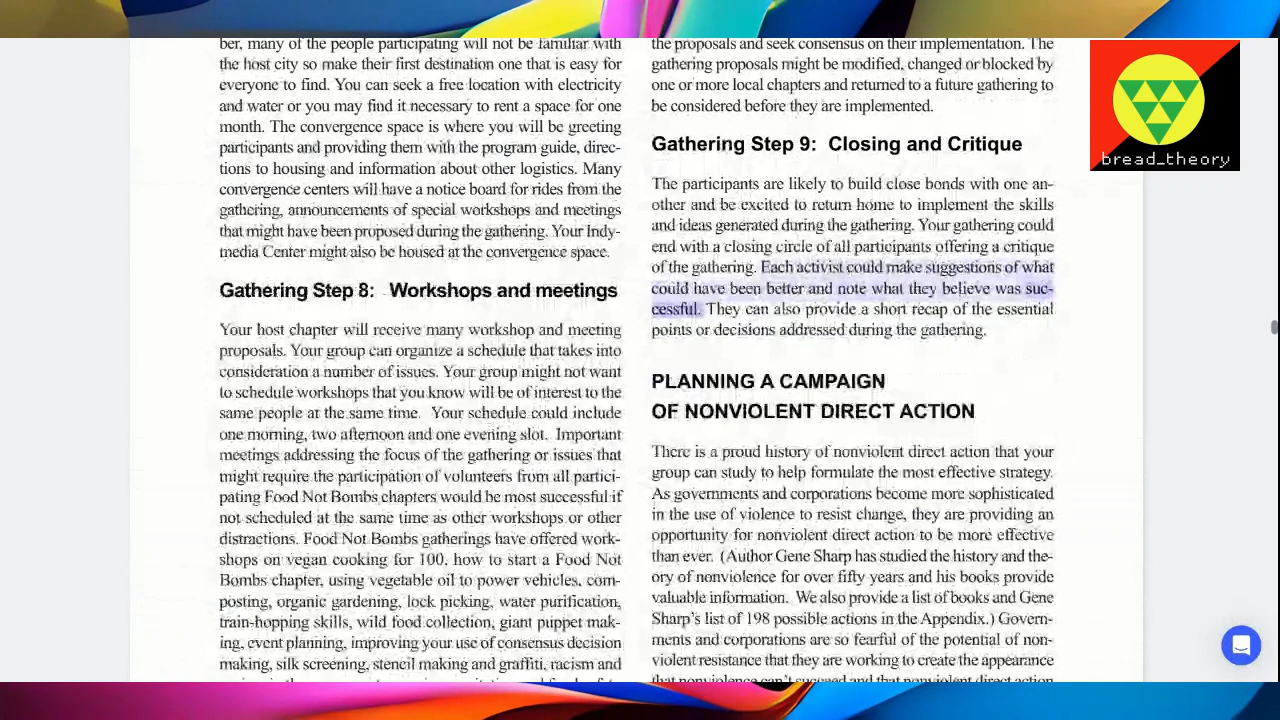 ber, many of the people participating will not be familiar with
the host city so make their first destination one that is easy for
everyone to find. You can seek a free location with electricity
and water or you may find it necessary to rent a space for one
month. The convergence space is where you will be greeting
participants and providing them with the program guide, direc-
tions to housing and information about other logistics. Many
convergence centers will have a notice board for rides from the
gathering, announcements of special workshops and meetings
that might have been proposed during the gathering. Your Indy-
media Center might also be housed at the convergence space.
Gathering Step 8: Workshops and meetings
Your host chapter will receive many workshop and meeting
proposals. Your group can organize a schedule that takes into
consideration a number of issues. Your group might not want
to schedule workshops that you know will be of interest to the
same people at the same time. Your schedule could include
one morning, two afternoon and one evening slot. Important
meetings addressing the focus of the gathering or issues that
might require the participation of volunteers from all partici-
pating Food Not Bombs chapters would be most successful if
not scheduled at the same time as other workshops or other
distractions. Food Not Bombs gatherings have offered work-
shops on vegan cooking for 100, how to start a Food Not
Bombs chapter, using vegetable oil to power vehicles, com-
posting, organic gardening, lock picking, water purification,
train-hopping skills, wild food collection, giant puppet mak-
ing, event planning, improving your use of consensus decision
making, silk screening, stencil making and graffiti, racism and
the proposals and seek consensus on their implementation. The
gathering proposals might be modified, changed or blocked by
one or more local chapters and returned to a future gathering to
be considered before they are implemented.
Gathering Step 9: Closing and Critique
The participants are likely to build close bonds with one an-
other and be excited to return home to implement the skills
and ideas generated during the gathering. Your gathering could
end with a closing circle of all participants offering a critique
of the gathering. Each activist could make suggestions of what
could have been better and note what they believe was suc-
cessful. They can also provide a short recap of the essential
points or decisions addressed during the gathering.
PLANNING A CAMPAIGN
OF NONVIOLENT DIRECT ACTION
There is a proud history of nonviolent direct action that your
group can study to help formulate the most effective strategy.
As governments and corporations become more sophisticated
in the use of violence to resist change, they are providing an
opportunity for nonviolent direct action to be more effective
than ever. (Author Gene Sharp has studied the history and the-
ory of nonviolence for over fifty years and his books provide
valuable information. We also provide a list of books and Gene
Sharp's list of 198 possible actions in the Appendix.) Govern-
ments and corporations are so fearful of the potential of non-
violent resistance that they are working to create the appearance
that nonviolence can't succeed and that nonviolent direct action
bread_theory